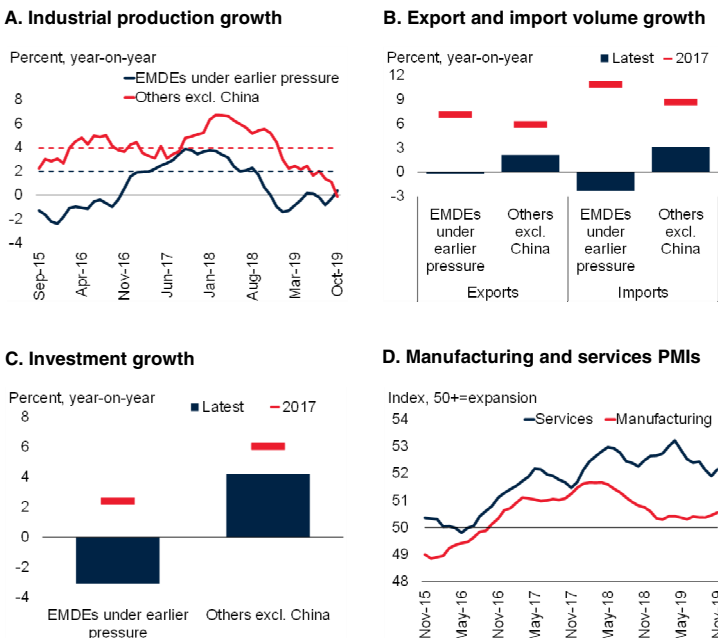 A. Industrial production growth
Percent, year-on-year
EMDEs under earlier pressure
Others excl. China
8
6
4
2
0
-2
-4
Sep-15
Apr-16
Nov-16
Jun-17
Jan-18
Aug-18
Mar-19
Oct-19
B. Export and import volume growth
Percent, year-on-year
Latest
2017
12
9
6
3
0
-3
EMDEs under earlier pressure
Others excl. China
EMDEs under earlier pressure
Others excl. China
Exports
Imports
C. Investment growth
Percent, year-on-year
Latest
2017
8
6
4
2
0
-2
-4
EMDEs under earlier pressure
Others excl. China
D. Manufacturing and services PMIs
Index, 50+=expansion
Services
Manufacturing
54
53
52
51
50
49
48
Nov-15
May-16
Nov-16
May-17
Nov-17
May-18
Nov-18
May-19
Nov-19